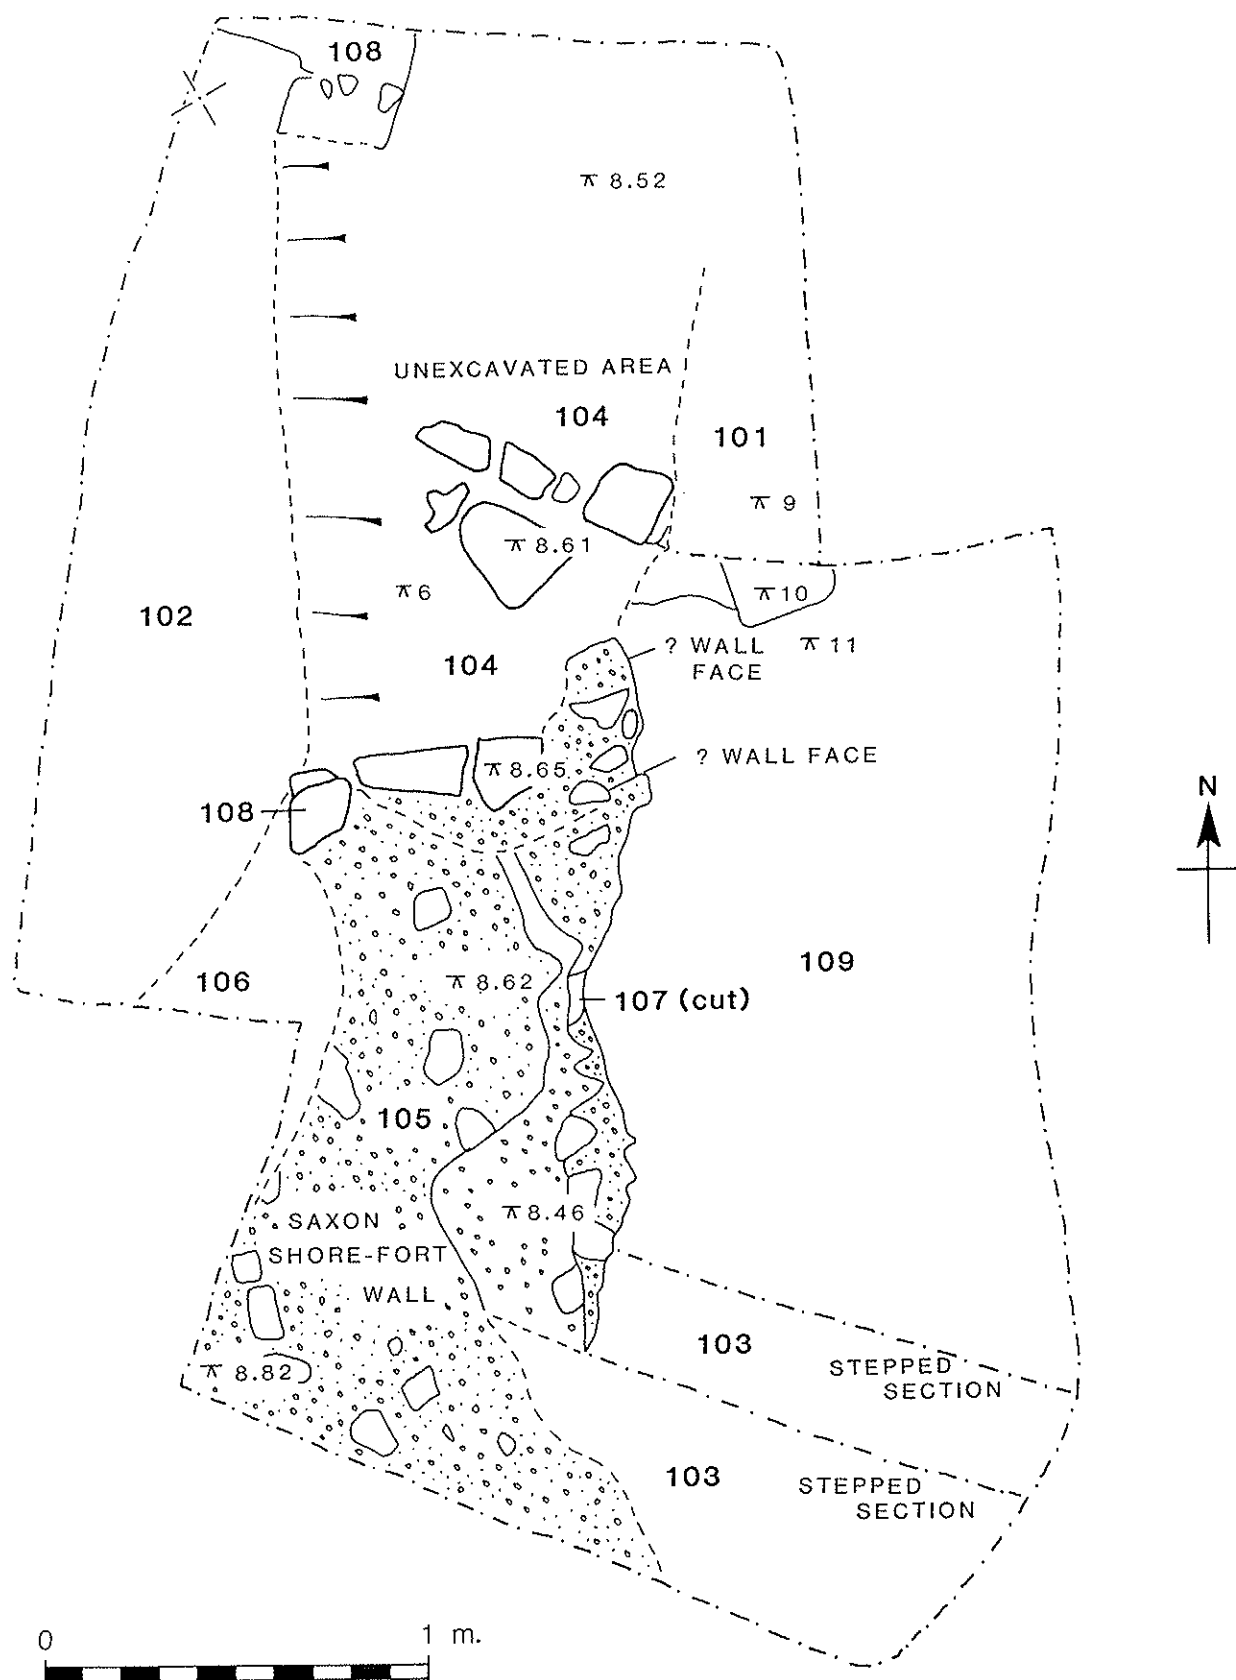 108
⊼ 8.52
UNEXCAVATED AREA
104
101
⊼ 9
⊼ 8.61
⊼ 6
⊼ 10
102
? WALL
FACE
⊼ 11
104
⊼ 8.65
? WALL FACE
108
N
106
⊼ 8.62
109
107 (cut)
105
SAXON
SHORE-FORT
WALL
⊼ 8.46
103
STEPPED
SECTION
⊼ 8.82
103
STEPPED
SECTION
0
1 m.